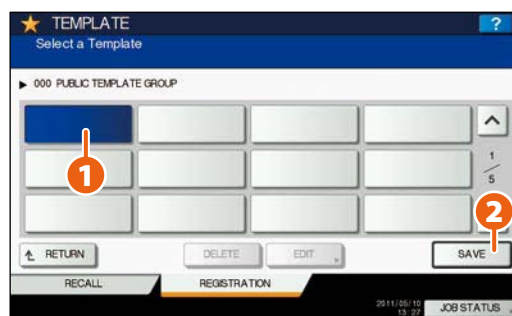 TEMPLATE
?
Select a Template
000 PUBLIC TEMPLATE GROUP
1
1
5
2
RETURN
DELETE
EDIT
SAVE
RECALL
REGISTRATION
2011/05/10
13:27
JOB STATUS